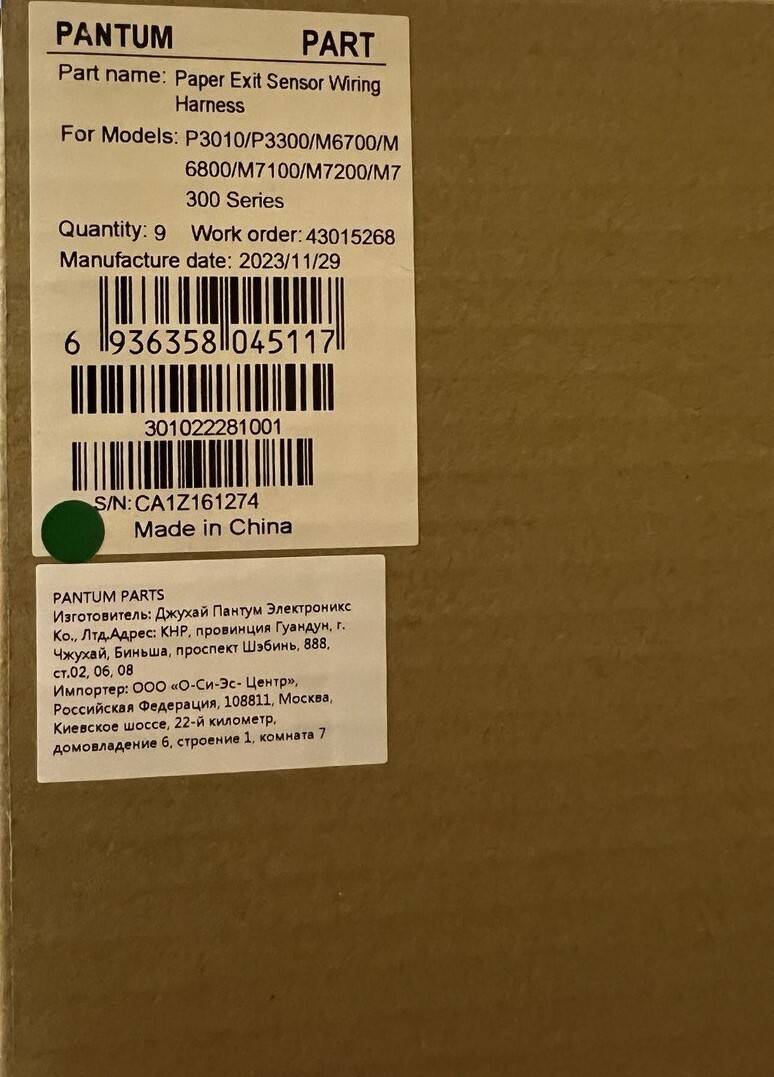 PANTUM PART
Part name: Paper Exit Sensor Wiring
Harness
For Models: P3010/P3300/M6700/M
6800/M7100/M7200/M7
300 Series
Quantity: 9 Work order: 43015268
Manufacture date: 2023/11/29
6 936358 045117
301022281001
S/N:CA1Z161274
Made in China
PANTUM PARTS
Изготовитель: Джухай Пантум Электроникс
Ко., Лтд.Адрес: КНР, провинция Гуандун, г.
Чжухай, Биньша, проспект Шэбинь, 888,
ст.02, 06, 08
Импортер: ООО «О-Си-Эс- Центр»,
Российская Федерация, 108811, Москва,
Киевское шоссе, 22-й километр,
домовладение 6, строение 1, комната 7